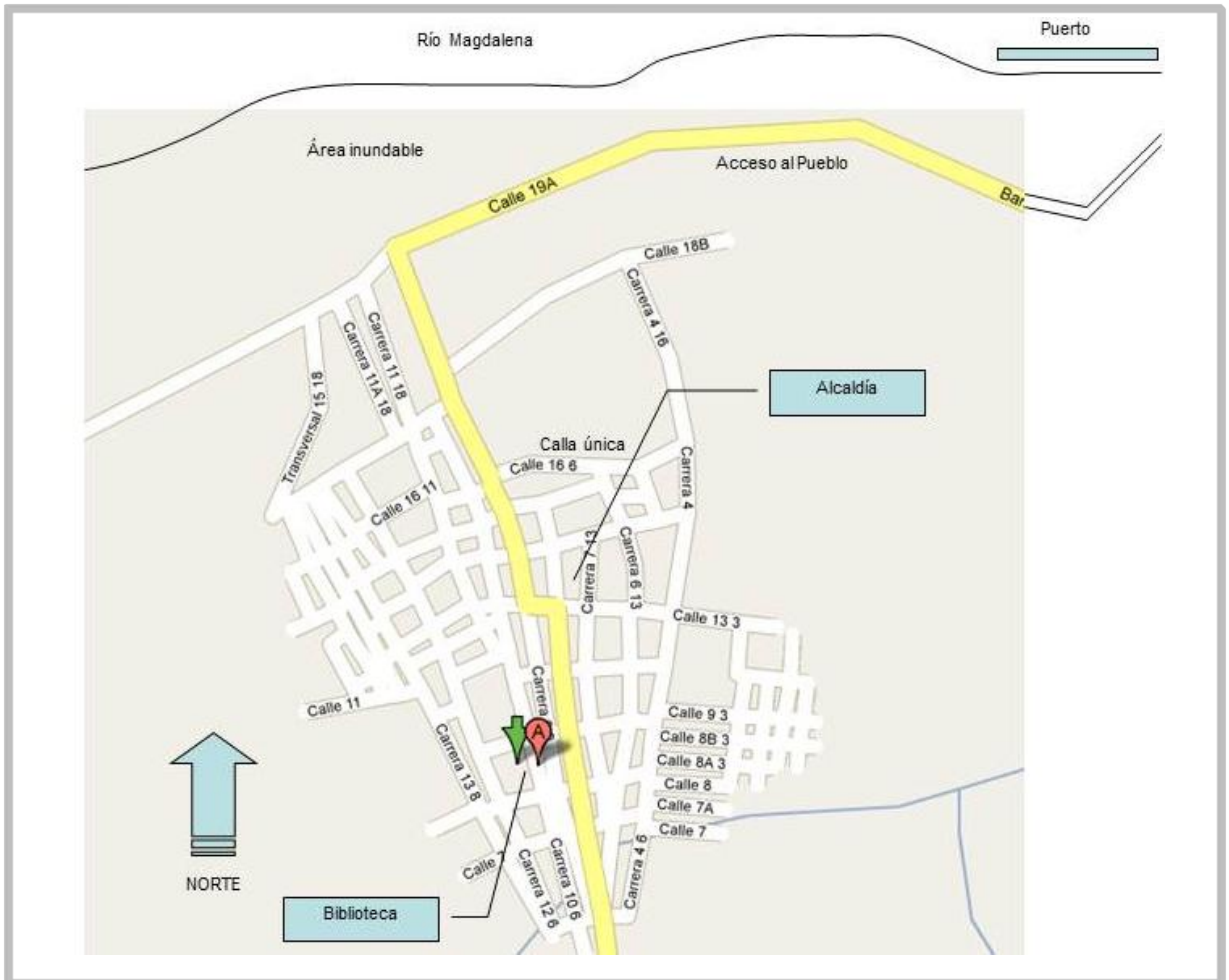 Río Magdalena
Puerto
Área inundable
Acceso al Pueblo
Calle 19A
Bar
Calle 18B
Carrera 4 16
Carrera 11 18
Carrera 11A 18
Transversal 15 18
Alcaldía
Calla única
Calle 16 6
Carrera 4
Calle 16 11
Carrera 7 13
Carrera 6 13
Calle 13 3
Carrera
Calle 11
Calle 9 3
Calle 8B 3
Calle 8A 3
Calle 8
Calle 7A
Calle 7
A
Carrera 13 8
Calle 7
Carrera 12 6
Carrera 10 6
Carrera 4 6
NORTE
Biblioteca